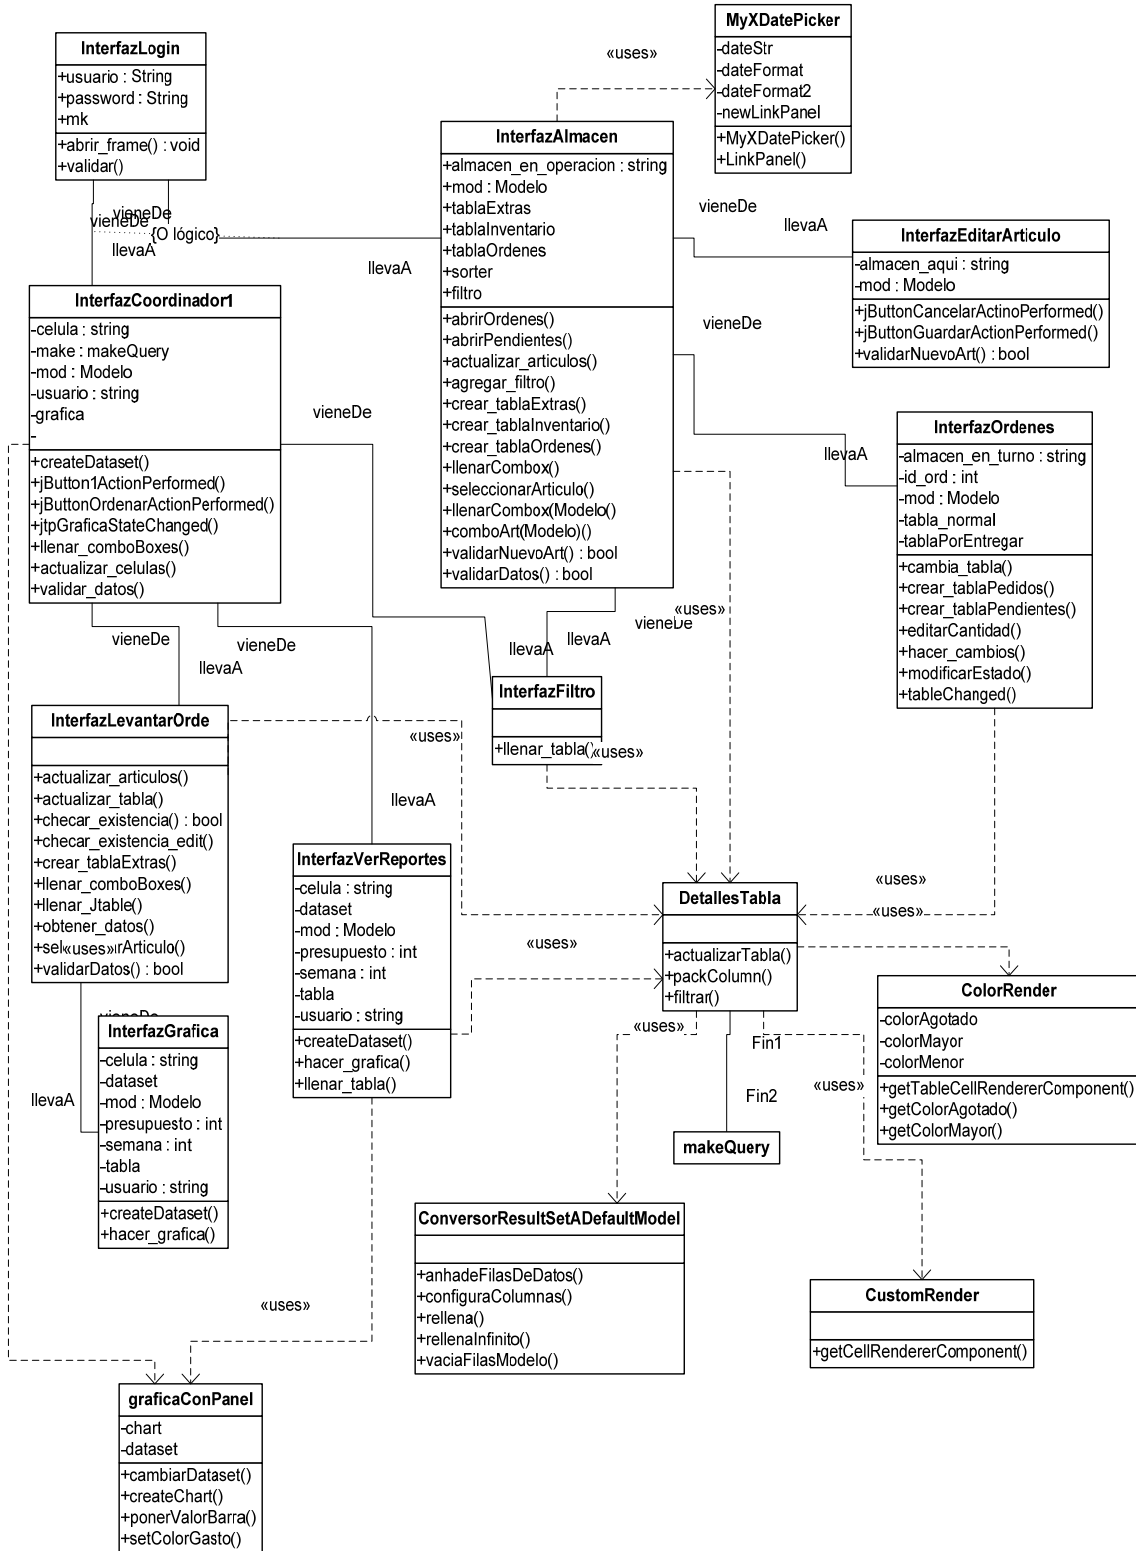 MyXDatePicker
-dateStr
-dateFormat
-dateFormat2
-newLinkPanel
+MyXDatePicker()
+LinkPanel()
«uses»
InterfazLogin
+usuario : String
+password : String
+mk
+abrir_frame() : void
+validar()
vieneDe
vieneDe
{O lógico}
llevaA
llevaA
InterfazAlmacen
+almacen_en_operacion : string
+mod : Modelo
+tablaExtras
+tablaInventario
+tablaOrdenes
+sorter
+filtro
+abrirOrdenes()
+abrirPendientes()
+actualizar_articulos()
+agregar_filtro()
+crear_tablaExtras()
+crear_tablaInventario()
+crear_tablaOrdenes()
+llenarCombox()
+seleccionarArticulo()
+llenarCombox(Modelo()
+comboArt(Modelo)()
+validarNuevoArt() : bool
+validarDatos() : bool
vieneDe
llevaA
InterfazEditarArticulo
-almacen_aqui : string
-mod : Modelo
+jButtonCancelarActinoPerformed()
+jButtonGuardarActionPerformed()
+validarNuevoArt() : bool
vieneDe
llevaA
InterfazOrdenes
-almacen_en_turno : string
-id_ord : int
-mod : Modelo
-tabla_normal
-tablaPorEntregar
+cambia_tabla()
+crear_tablaPedidos()
+crear_tablaPendientes()
+editarCantidad()
+hacer_cambios()
+modificarEstado()
+tableChanged()
InterfazCoordinador1
-celula : string
-make : makeQuery
-mod : Modelo
-usuario : string
-grafica
-
+createDataset()
+jButton1ActionPerformed()
+jButtonOrdenarActionPerformed()
+jtpGraficaStateChanged()
+llenar_comboBoxes()
+actualizar_celulas()
+validar_datos()
vieneDe
vieneDe
llevaA
vieneDe
llevaA
llevaA
vieneDe
«uses»
InterfazFiltro
+llenar_tabla()
«uses»
InterfazLevantarOrde
+actualizar_articulos()
+actualizar_tabla()
+checar_existencia() : bool
+checar_existencia_edit()
+crear_tablaExtras()
+llenar_comboBoxes()
+llenar_Jtable()
+obtener_datos()
+sel«uses»rArticulo()
+validarDatos() : bool
«uses»
llevaA
InterfazVerReportes
-celula : string
-dataset
-mod : Modelo
-presupuesto : int
-semana : int
-tabla
-usuario : string
+createDataset()
+hacer_grafica()
+llenar_tabla()
«uses»
DetallesTabla
+actualizarTabla()
+packColumn()
+filtrar()
«uses»
«uses»
ColorRender
-colorAgotado
-colorMayor
-colorMenor
+getTableCellRendererComponent()
+getColorAgotado()
+getColorMayor()
vieneDe
InterfazGrafica
-celula : string
-dataset
-mod : Modelo
-presupuesto : int
-semana : int
-tabla
-usuario : string
+createDataset()
+hacer_grafica()
llevaA
«uses»
Fin1
Fin2
«uses»
makeQuery
ConversorResultSetADefaultModel
+anhadeFilasDeDatos()
+configuraColumnas()
+rellena()
+rellenaInfinito()
+vaciaFilasModelo()
CustomRender
+getCellRendererComponent()
«uses»
graficaConPanel
-chart
-dataset
+cambiarDataset()
+createChart()
+ponerValorBarra()
+setColorGasto()